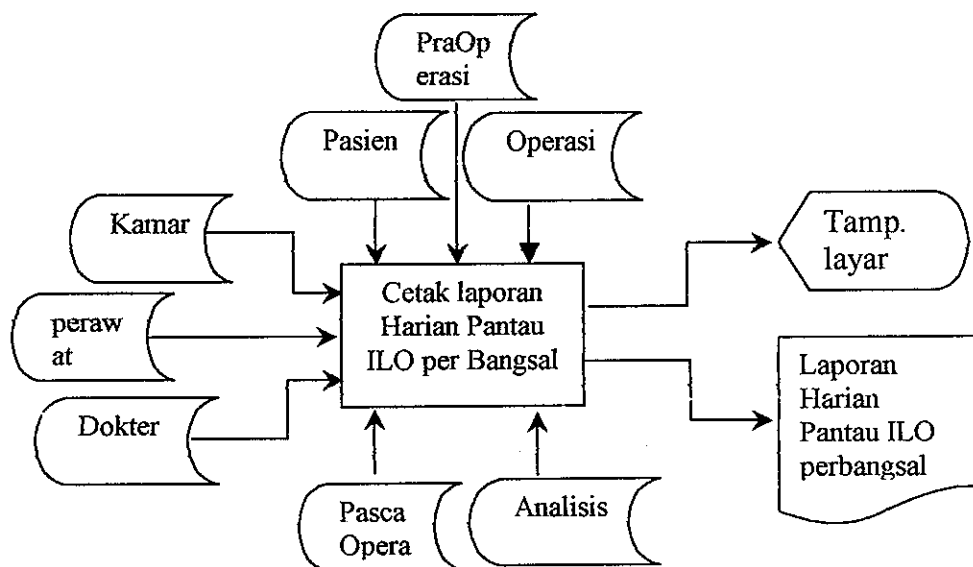 PraOp
erasi
Pasien
Operasi
Kamar
Tamp.
layar
Cetak laporan
Harian Pantau
ILO per Bangsal
peraw
at
Laporan
Harian
Pantau ILO
perbangsal
Dokter
Pasca
Opera
Analisis